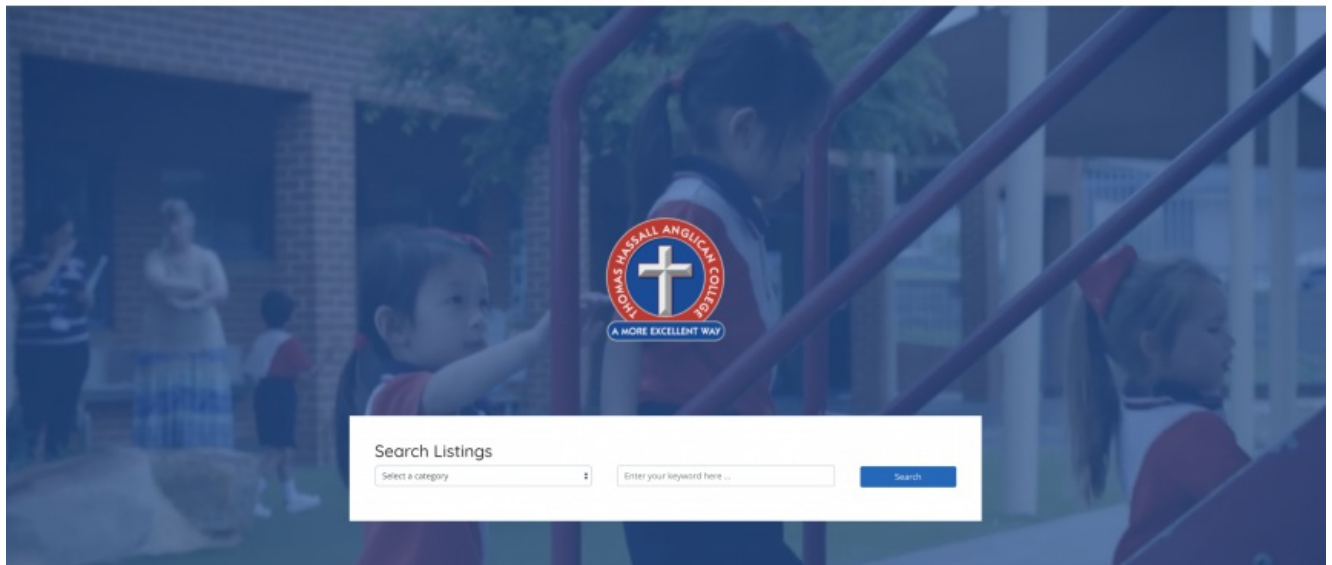 THOMAS HASSALL ANGLICAN COLLEGE
A MORE EXCELLENT WAY
Search Listings
Select a category
Enter your keyword here ...
Search